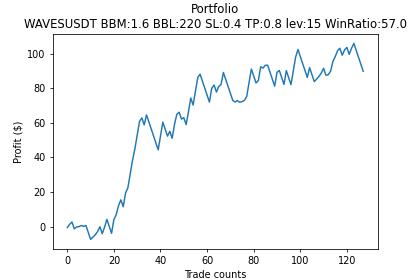 Portfolio
WAVESUSDT BBM:1.6 BBL:220 SL:0.4 TP:0.8 lev:15 WinRatio:57.0
100
80
60
40
20
0
Profit ($)
0 20 40 60 80 100 120
Trade counts